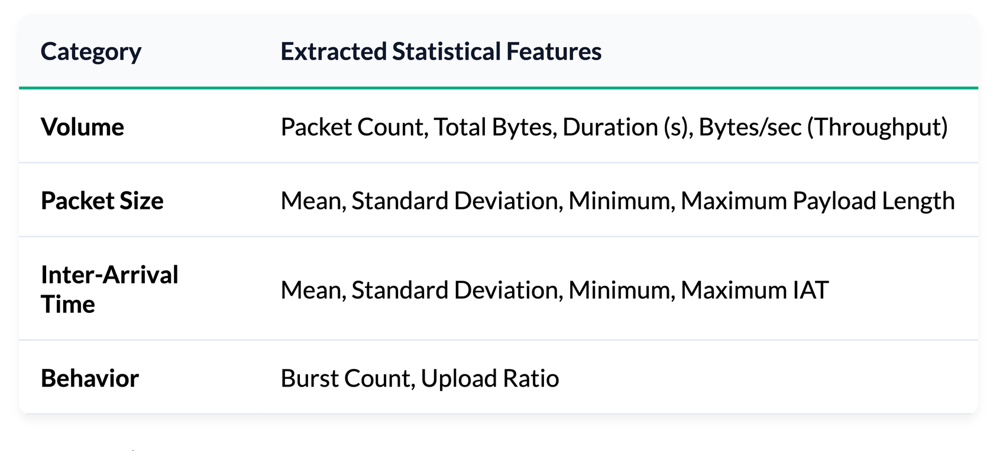 Category Extracted Statistical Features
Volume Packet Count, Total Bytes, Duration (s), Bytes/sec (Throughput)
Packet Size Mean, Standard Deviation, Minimum, Maximum Payload Length
Inter-Arrival
Time Mean, Standard Deviation, Minimum, Maximum IAT
Behavior Burst Count, Upload Ratio